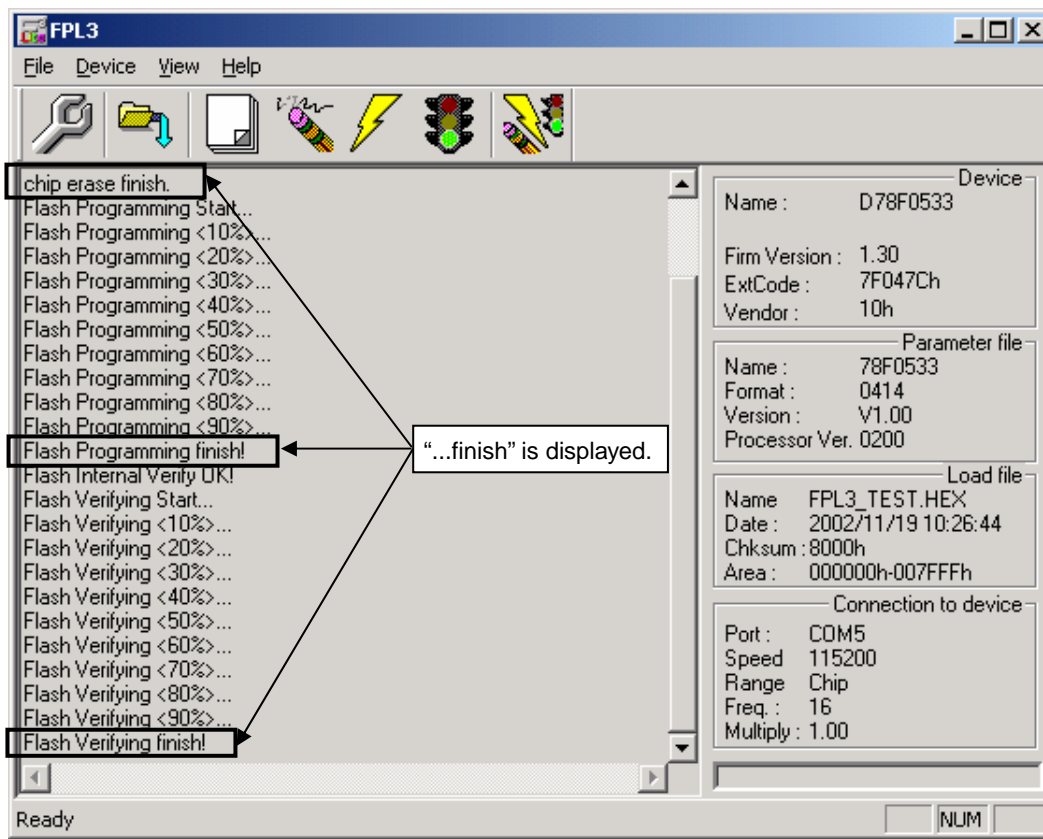 FPL3
File Device View Help
chip erase finish.
Flash Programming Start...
Flash Programming <10%>...
Flash Programming <20%>...
Flash Programming <30%>...
Flash Programming <40%>...
Flash Programming <50%>...
Flash Programming <60%>...
Flash Programming <70%>...
Flash Programming <80%>...
Flash Programming <90%>...
Flash Programming finish!
Flash Internal Verify OK!
Flash Verifying Start...
Flash Verifying <10%>...
Flash Verifying <20%>...
Flash Verifying <30%>...
Flash Verifying <40%>...
Flash Verifying <50%>...
Flash Verifying <60%>...
Flash Verifying <70%>...
Flash Verifying <80%>...
Flash Verifying <90%>...
Flash Verifying finish!
“...finish” is displayed.
Device
Name : D78F0533
Firm Version : 1.30
ExtCode : 7F047Ch
Vendor : 10h
Parameter file
Name : 78F0533
Format : 0414
Version : V1.00
Processor Ver. 0200
Load file
Name FPL3_TEST.HEX
Date : 2002/11/19 10:26:44
Chksum : 8000h
Area : 000000h-007FFFh
Connection to device
Port : COM5
Speed 115200
Range Chip
Freq. : 16
Multiply : 1.00
Ready
NUM